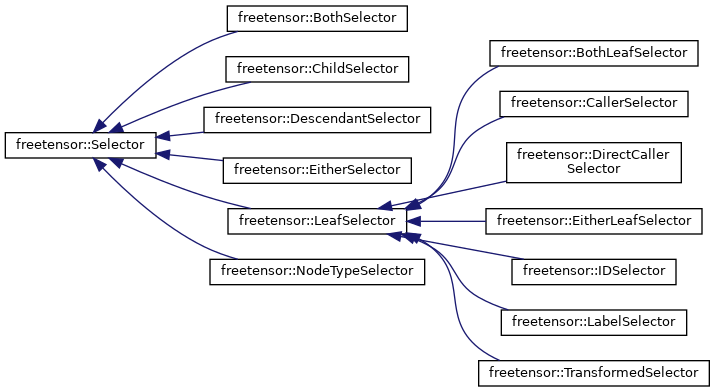 freetensor::BothSelector
freetensor::ChildSelector
freetensor::DescendantSelector
freetensor::Selector
freetensor::EitherSelector
freetensor::LeafSelector
freetensor::NodeTypeSelector
freetensor::BothLeafSelector
freetensor::CallerSelector
freetensor::DirectCaller
Selector
freetensor::EitherLeafSelector
freetensor::IDSelector
freetensor::LabelSelector
freetensor::TransformedSelector